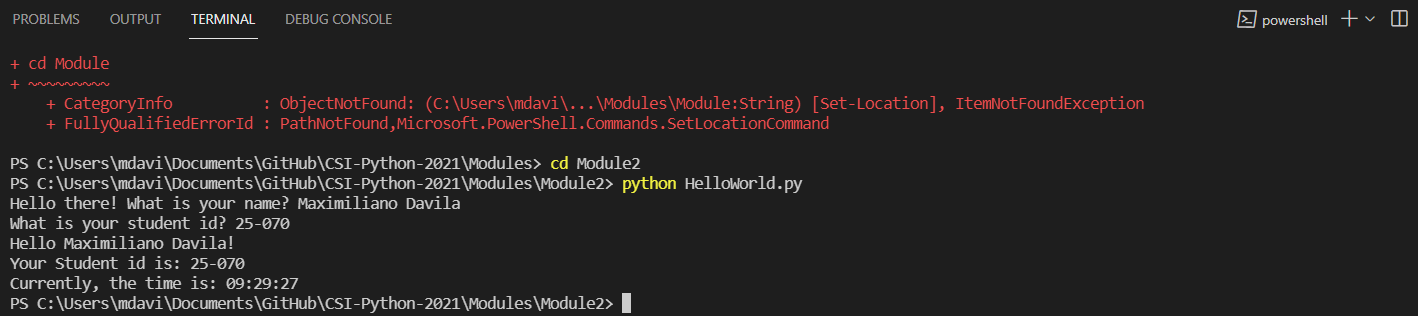 PROBLEMS OUTPUT TERMINAL DEBUG CONSOLE powershell
+ cd Module
+ ~~~~~~~~~
    + CategoryInfo          : ObjectNotFound: (C:\Users\mdavi\...\Modules\Module:String) [Set-Location], ItemNotFoundException
    + FullyQualifiedErrorId : PathNotFound,Microsoft.PowerShell.Commands.SetLocationCommand
PS C:\Users\mdavi\Documents\GitHub\CSI-Python-2021\Modules> cd Module2
PS C:\Users\mdavi\Documents\GitHub\CSI-Python-2021\Modules\Module2> python HelloWorld.py
Hello there! What is your name? Maximiliano Davila
What is your student id? 25-070
Hello Maximiliano Davila!
Your Student id is: 25-070
Currently, the time is: 09:29:27
PS C:\Users\mdavi\Documents\GitHub\CSI-Python-2021\Modules\Module2>